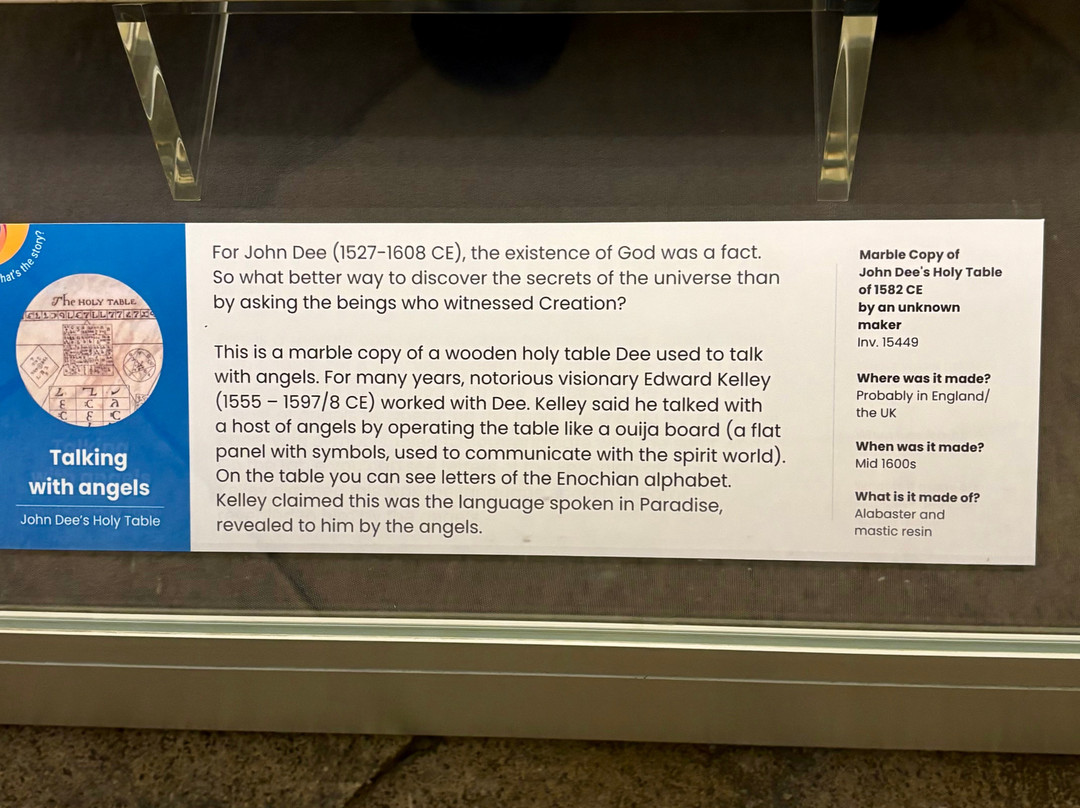 hat's the story?
The HOLY TABLE
Talking
with angels
John Dee's Holy Table
For John Dee (1527-1608 CE), the existence of God was a fact.
So what better way to discover the secrets of the universe than
by asking the beings who witnessed Creation?
This is a marble copy of a wooden holy table Dee used to talk
with angels. For many years, notorious visionary Edward Kelley
(1555 – 1597/8 CE) worked with Dee. Kelley said he talked with
a host of angels by operating the table like a ouija board (a flat
panel with symbols, used to communicate with the spirit world).
On the table you can see letters of the Enochian alphabet.
Kelley claimed this was the language spoken in Paradise,
revealed to him by the angels.
Marble Copy of
John Dee's Holy Table
of 1582 CE
by an unknown
maker
Inv. 15449
Where was it made?
Probably in England/
the UK
When was it made?
Mid 1600s
What is it made of?
Alabaster and
mastic resin